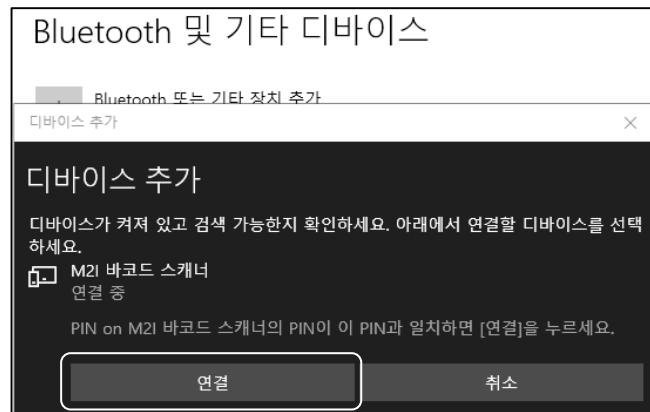 Bluetooth 및 기타 디바이스
Bluetooth 또는 기타 장치 추가
디바이스 추가
디바이스 추가
디바이스가 켜져 있고 검색 가능한지 확인하세요. 아래에서 연결할 디바이스를 선택
하세요.
M2I 바코드 스캐너
연결 중
PIN on M2I 바코드 스캐너의 PIN이 이 PIN과 일치하면 [연결]을 누르세요.
연결 취소